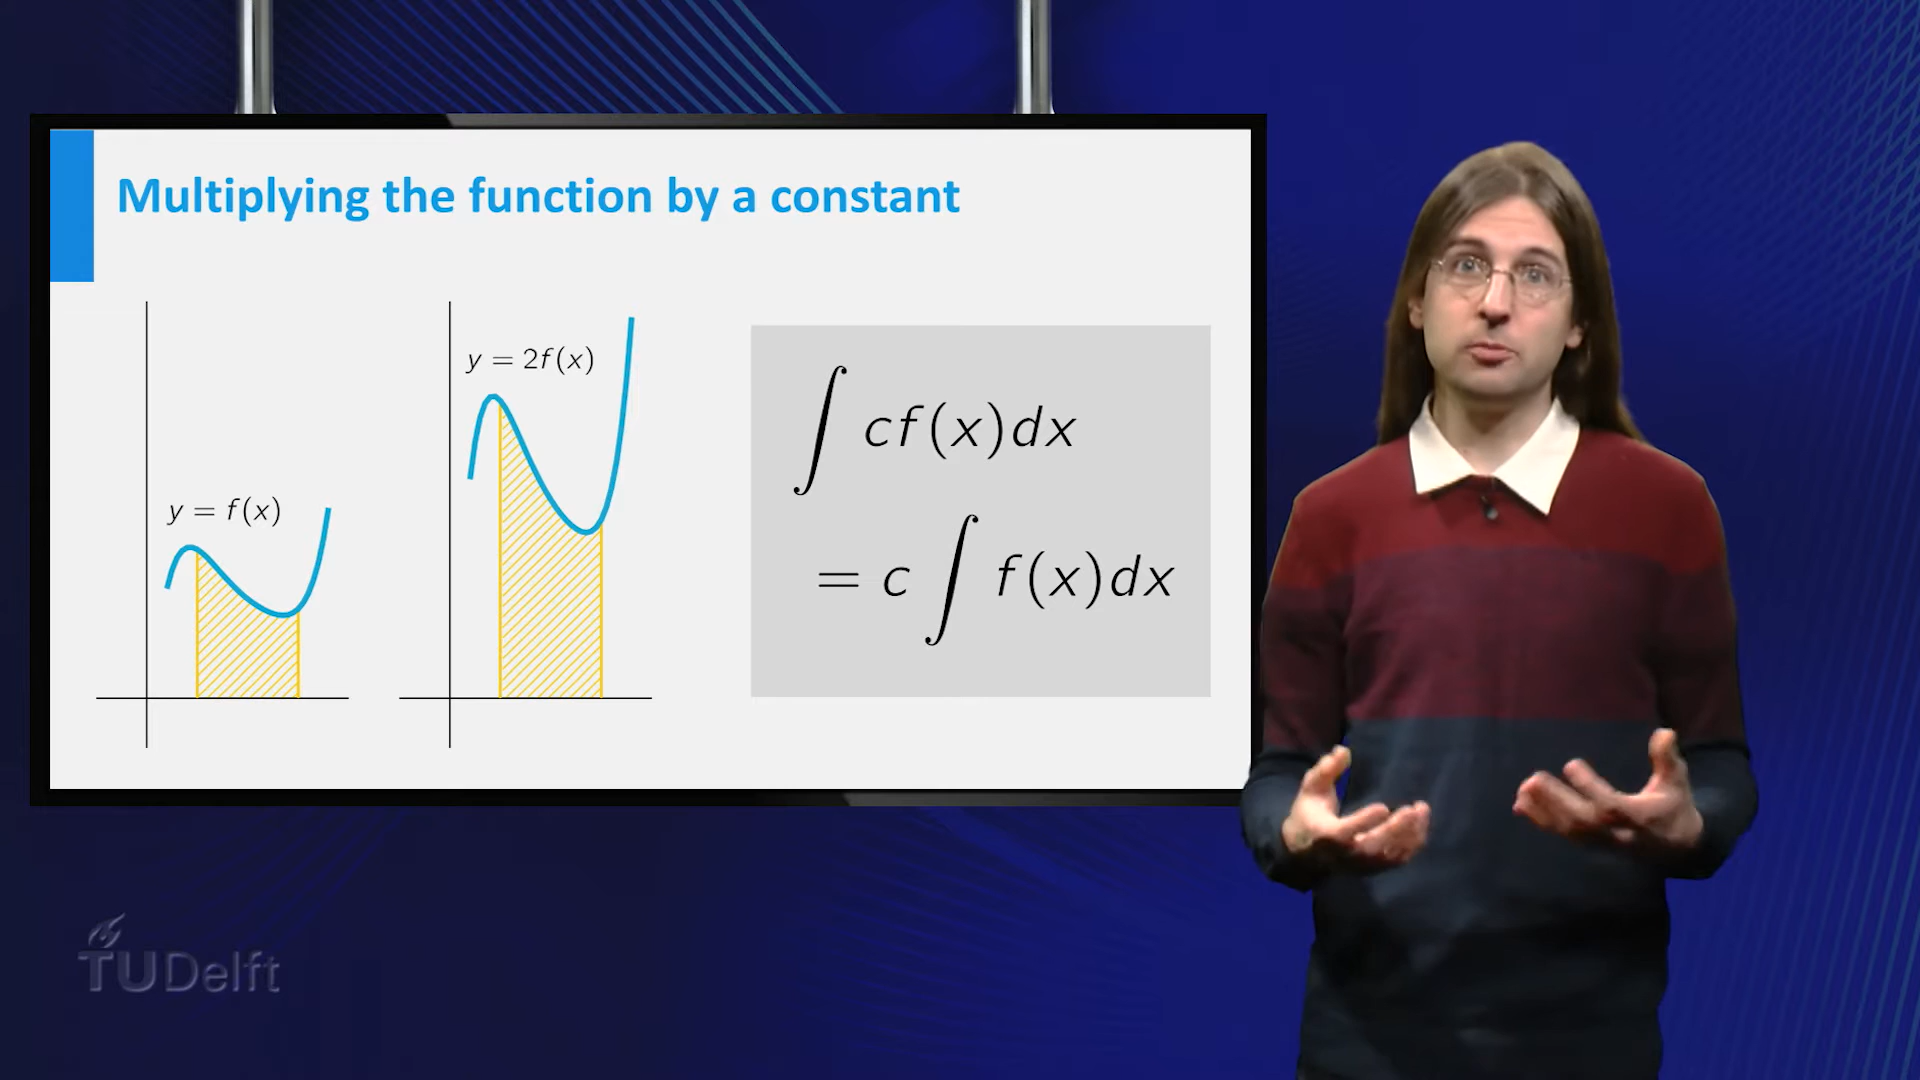 Multiplying the function by a constant
y = f(x)
y = 2f(x)
∫ cf(x)dx
= c ∫ f(x)dx
TUDelft